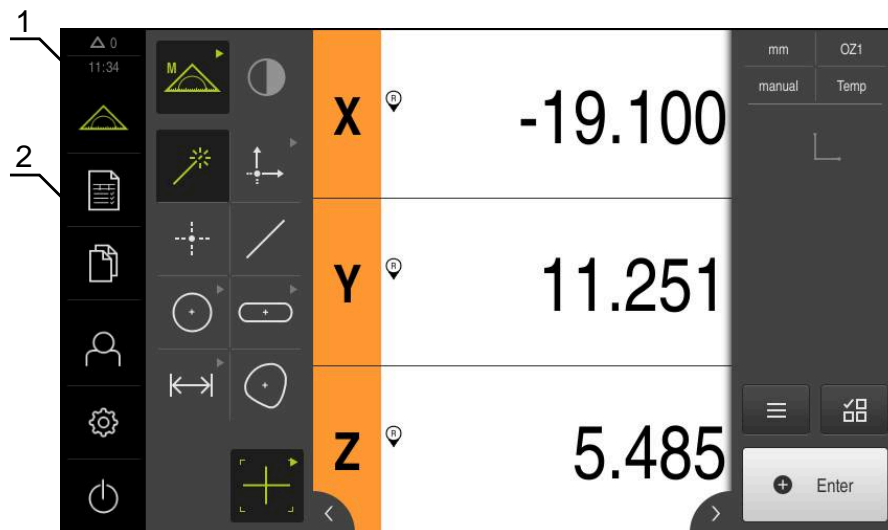 1
2
0
11:34
M
X
R
-19.100
Y
R
11.251
Z
R
5.485
mm
OZ1
manual
Temp
Enter